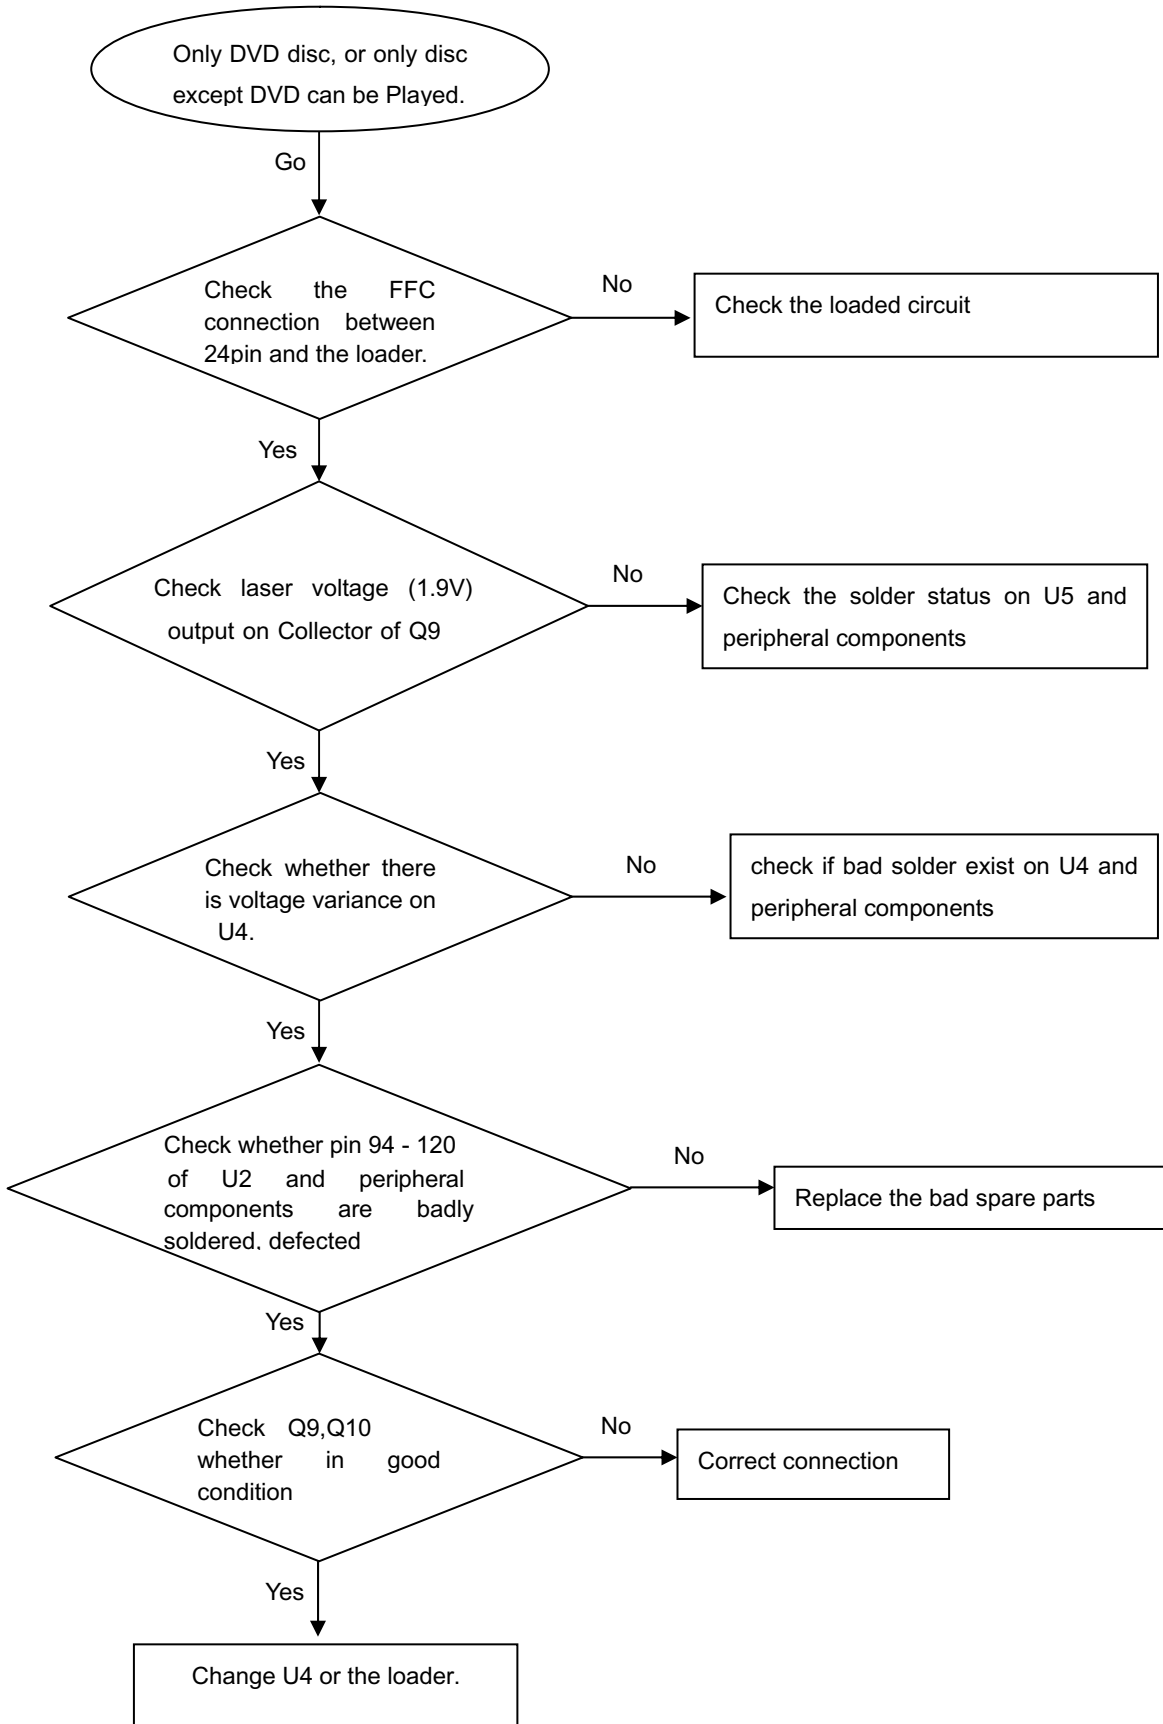 Only DVD disc, or only disc
except DVD can be Played.
Go
Check the FFC
connection between
24pin and the loader.
No
Check the loaded circuit
Yes
Check laser voltage (1.9V)
output on Collector of Q9
No
Check the solder status on U5 and
peripheral components
Yes
Check whether there
is voltage variance on
U4.
No
check if bad solder exist on U4 and
peripheral components
Yes
Check whether pin 94 - 120
of U2 and peripheral
components are badly
soldered, defected
No
Replace the bad spare parts
Yes
Check Q9,Q10
whether in good
condition
No
Correct connection
Yes
Change U4 or the loader.